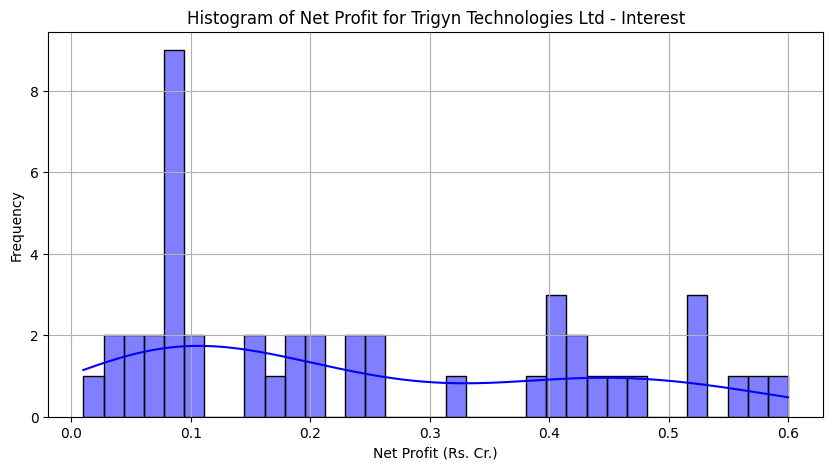 Histogram of Net Profit for Trigyn Technologies Ltd - Interest
8
6
4
2
0
Frequency
0.0 0.1 0.2 0.3 0.4 0.5 0.6
Net Profit (Rs. Cr.)